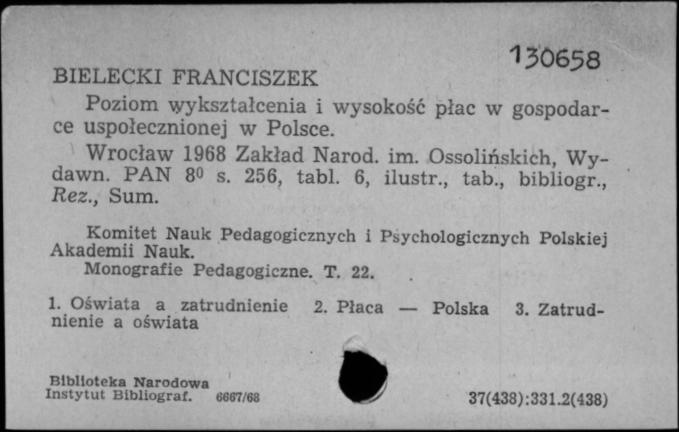 130658
BIELECKI FRANCISZEK
Poziom wykształcenia i wysokość płac w gospodar-
ce uspołecznionej w Polsce.
Wrocław 1968 Zakład Narod. im. Ossolińskich, Wy-
dawn. PAN 8⁰ s. 256, tabl. 6, ilustr., tab., bibliogr.,
Rez., Sum.
Komitet Nauk Pedagogicznych i Psychologicznych Polskiej
Akademii Nauk.
Monografie Pedagogiczne. T. 22.
1. Oświata a zatrudnienie 2. Płaca — Polska 3. Zatrud-
nienie a oświata
Biblioteka Narodowa
Instytut Bibliograf. 6667/68
37(438):331.2(438)